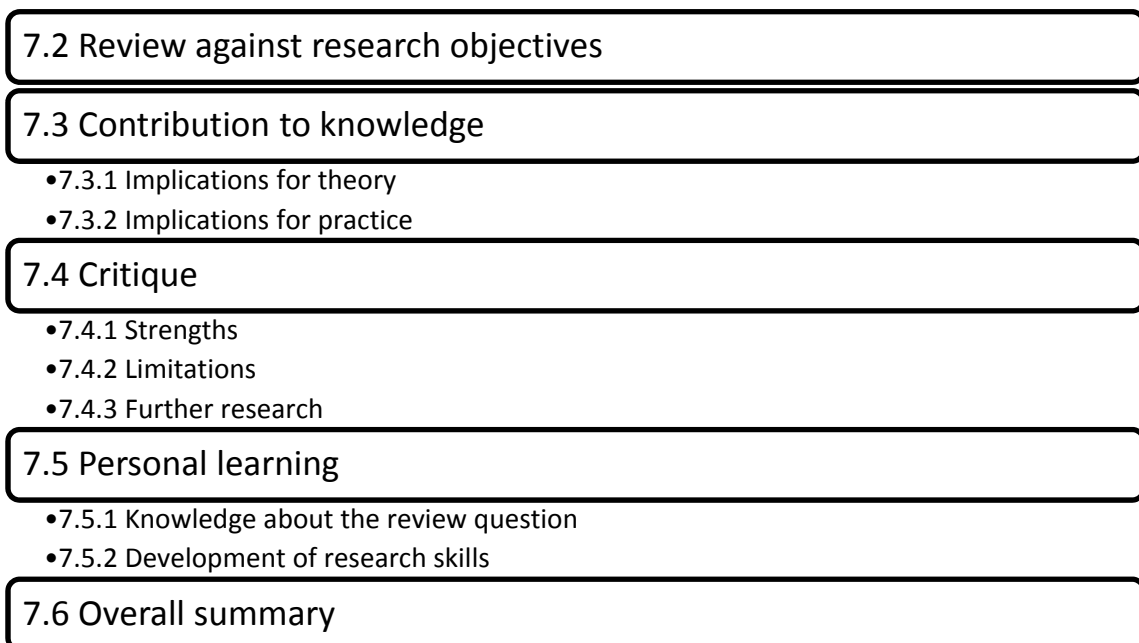 7.2 Review against research objectives
7.3 Contribution to knowledge
•7.3.1 Implications for theory
•7.3.2 Implications for practice
7.4 Critique
•7.4.1 Strengths
•7.4.2 Limitations
•7.4.3 Further research
7.5 Personal learning
•7.5.1 Knowledge about the review question
•7.5.2 Development of research skills
7.6 Overall summary